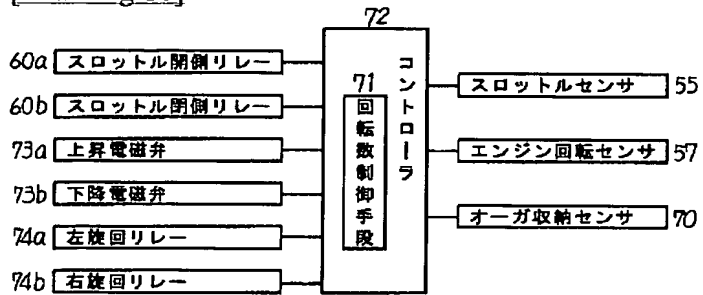 72
60a スロットル開側リレー
60b スロットル閉側リレー
73a 上昇電磁弁
73b 下降電磁弁
74a 左旋回リレー
74b 右旋回リレー
71
回転数制御手段
コントローラ
スロットルセンサ 55
エンジン回転センサ 57
オーガ収納センサ 70